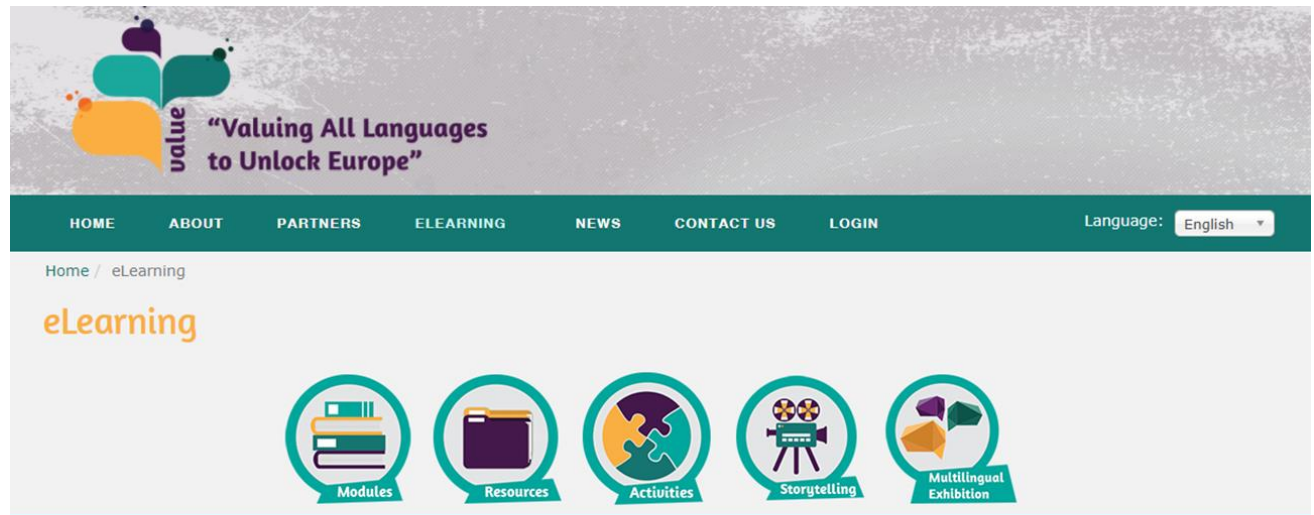 value
“Valuing All Languages
to Unlock Europe”
HOME ABOUT PARTNERS ELEARNING NEWS CONTACT US LOGIN Language: English
Home / eLearning
eLearning
Modules Resources Activities Storytelling Multilingual
Exhibition